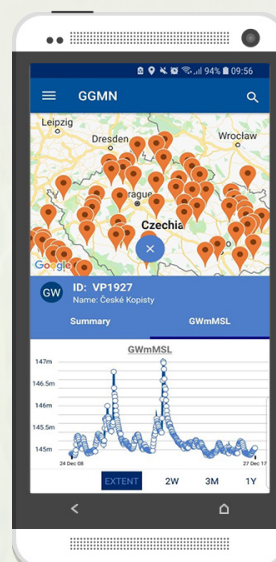 94% 09:56
GGMN
Leipzig
Dresden
Wrocław
Prague
Czechia
Google
GW
ID: VP1927
Name: České Kopisty
Summary GWmMSL
GWmMSL
147m
146.5m
146m
145.5m
145m
24 Dec 08 27 Dec 17
EXTENT 2W 3M 1Y